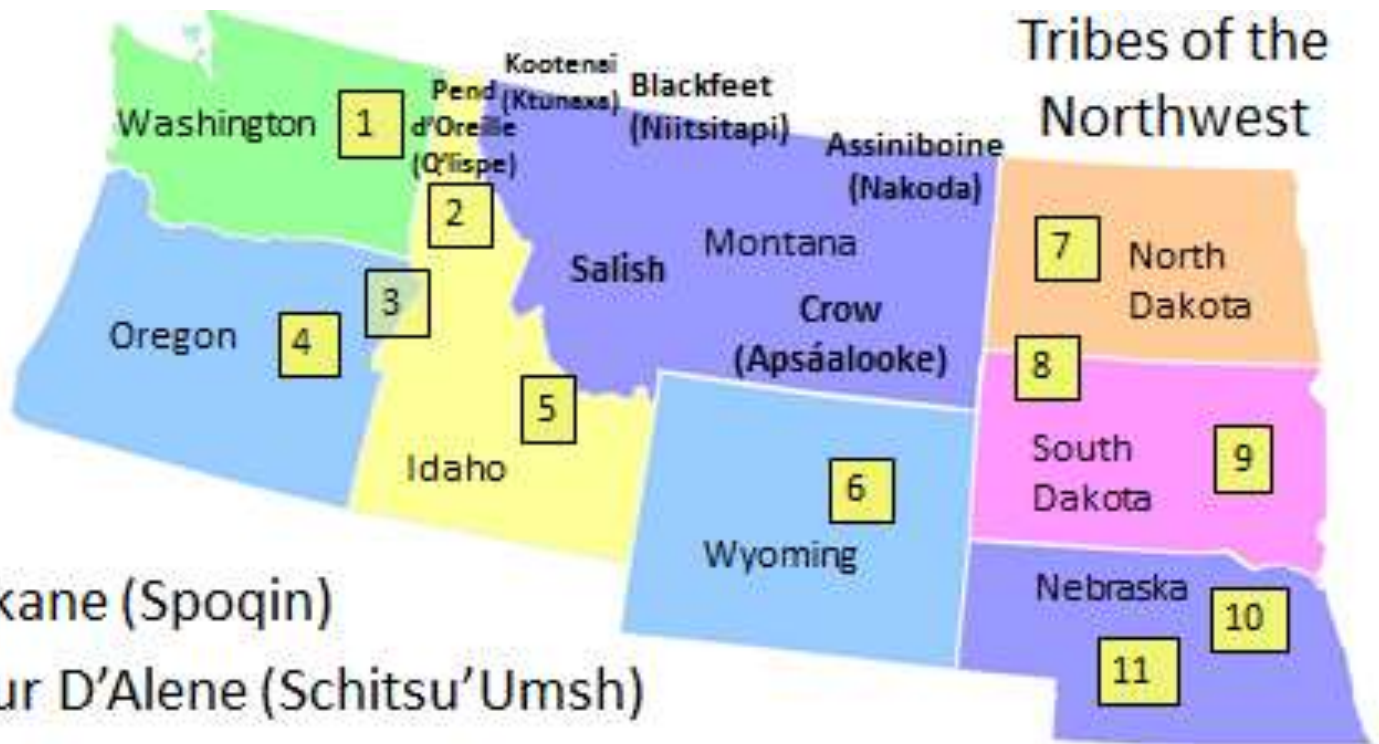 Tribes of the
Northwest
Kootenai
(Ktunaxa)
Pend
d'Oreille
(Q'lispe)
Blackfeet
(Niitsitapi)
Assiniboine
(Nakoda)
Washington
1
2
Salish
Montana
Crow
(Apsáalooke)
7
North
Dakota
3
Oregon
4
5
Idaho
8
South
Dakota
9
6
Wyoming
Nebraska
10
11
kane (Spoqin)
ur D'Alene (Schitsu'Umsh)